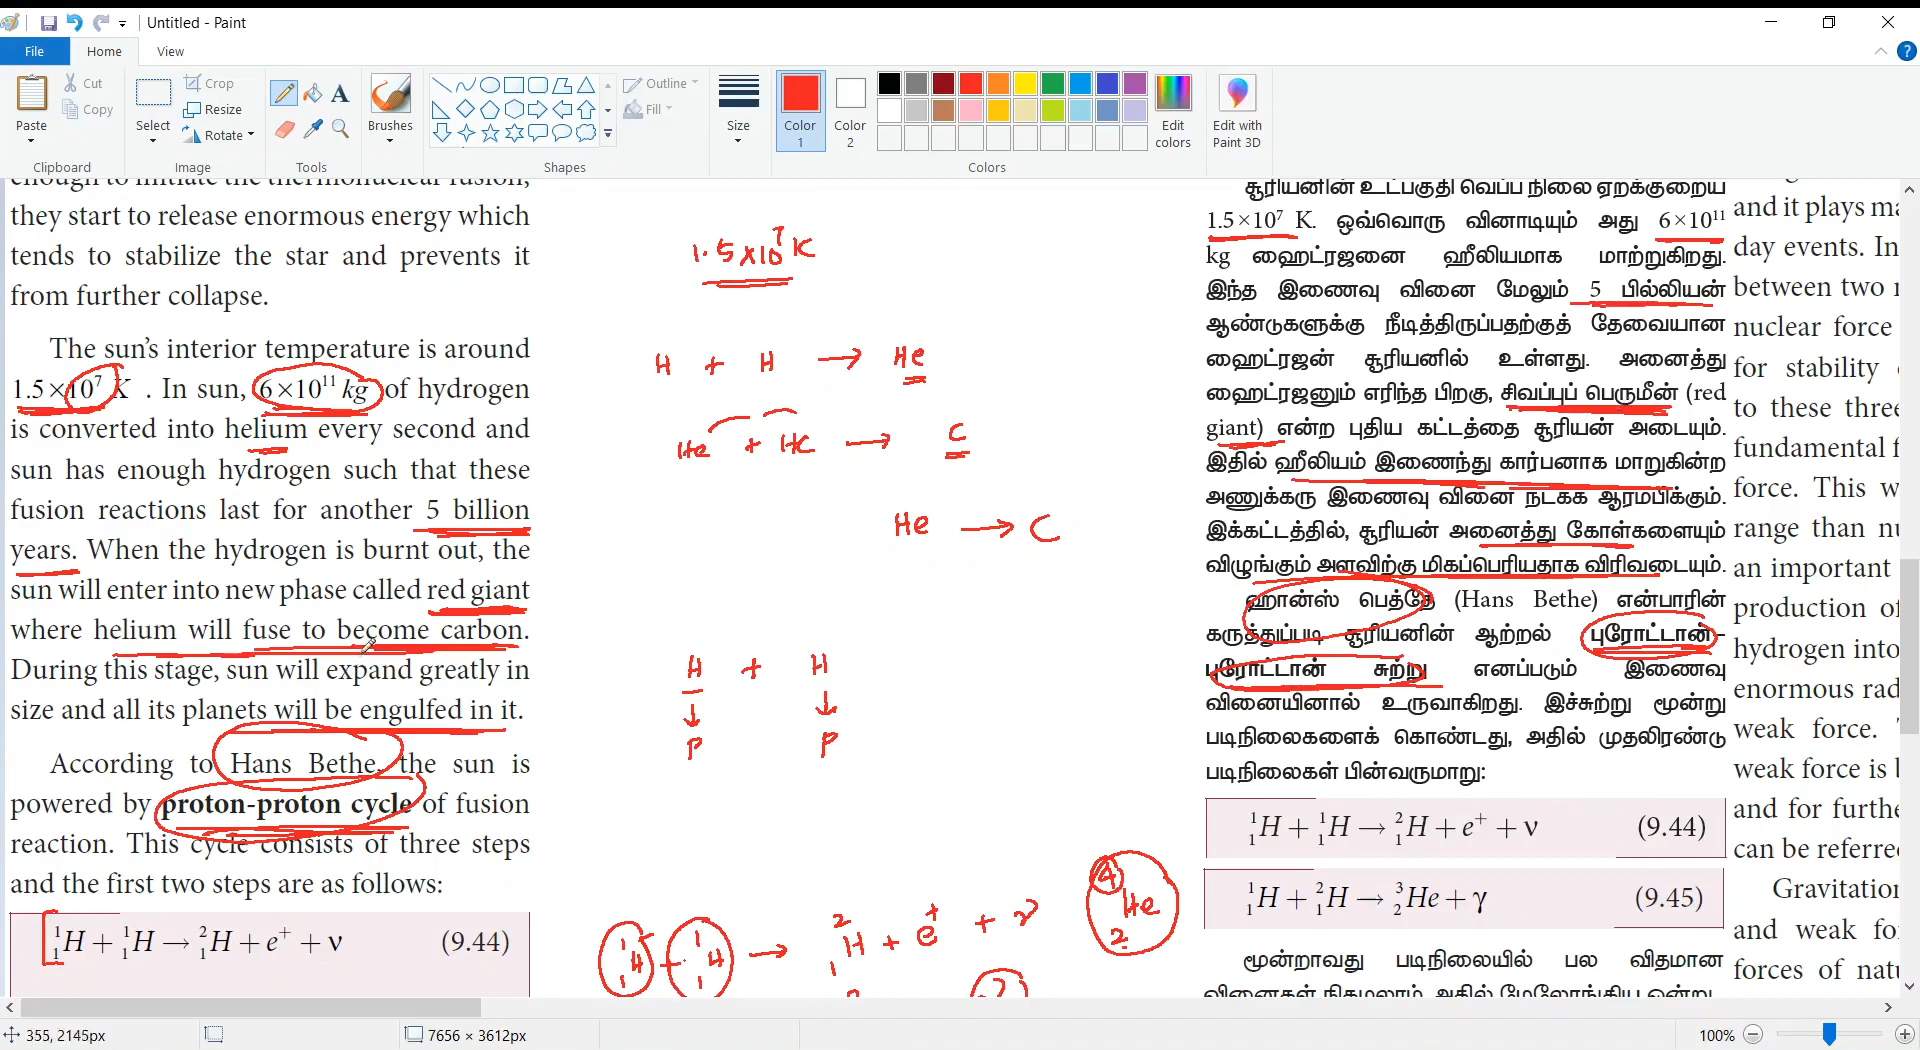 Untitled - Paint
File Home View
Paste
Cut
Copy
Clipboard
Select
Crop
Resize
Rotate
Image
A
Tools
Brushes
Shapes
Outline
Fill
Size
Color 1
Color 2
Edit colors
Colors
Edit with Paint 3D
enough to initiate the thermonuclear fusion,
they start to release enormous energy which
tends to stabilize the star and prevents it
from further collapse.
The sun's interior temperature is around
1.5×10⁷ K . In sun, 6×10¹¹ kg of hydrogen
is converted into helium every second and
sun has enough hydrogen such that these
fusion reactions last for another 5 billion
years. When the hydrogen is burnt out, the
sun will enter into new phase called red giant
where helium will fuse to become carbon.
During this stage, sun will expand greatly in
size and all its planets will be engulfed in it.
According to Hans Bethe, the sun is
powered by proton-proton cycle of fusion
reaction. This cycle consists of three steps
and the first two steps are as follows:
¹₁H + ¹₁H → ²₁H + e⁺ + ν (9.44)
1.5×10⁷ K
H + H → He
He + He → C
He → C
H + H
↓ ↓
P P
¹₁H + ¹₁H → ²₁H + e⁺ + ν
⁴₂He
சூரியனின் உட்பகுதி வெப்ப நிலை ஏறக்குறைய
1.5×10⁷ K. ஒவ்வொரு வினாடியும் அது 6×10¹¹
kg ஹைட்ரஜனை ஹீலியமாக மாற்றுகிறது.
இந்த இணைவு வினை மேலும் 5 பில்லியன்
ஆண்டுகளுக்கு நீடித்திருப்பதற்குத் தேவையான
ஹைட்ரஜன் சூரியனில் உள்ளது. அனைத்து
ஹைட்ரஜனும் எரிந்த பிறகு, சிவப்புப் பெருமீன் (red
giant) என்ற புதிய கட்டத்தை சூரியன் அடையும்.
இதில் ஹீலியம் இணைந்து கார்பனாக மாறுகின்ற
அணுக்கரு இணைவு வினை நடக்க ஆரம்பிக்கும்.
இக்கட்டத்தில், சூரியன் அனைத்து கோள்களையும்
விழுங்கும் அளவிற்கு மிகப்பெரியதாக விரிவடையும்.
ஹான்ஸ் பெத்தே (Hans Bethe) என்பாரின்
கருத்துப்படி சூரியனின் ஆற்றல் புரோட்டான்-
புரோட்டான் சுற்று எனப்படும் இணைவு
வினையினால் உருவாகிறது. இச்சுற்று மூன்று
படிநிலைகளைக் கொண்டது, அதில் முதலிரண்டு
படிநிலைகள் பின்வருமாறு:
¹₁H + ¹₁H → ²₁H + e⁺ + ν (9.44)
¹₁H + ²₁H → ³₂He + γ (9.45)
மூன்றாவது படிநிலையில் பல விதமான
வினைகள் நிகழலாம். அதில் மேலோங்கிய ஒன்று
and it plays
day events. In
between two
nuclear force
for stability
to these three
fundamental
force. This
range than
an important
production of
hydrogen into
enormous
weak force.
weak force is
and for
can be
Gravitation
and weak
forces of
355, 2145px
7656 × 3612px
100%